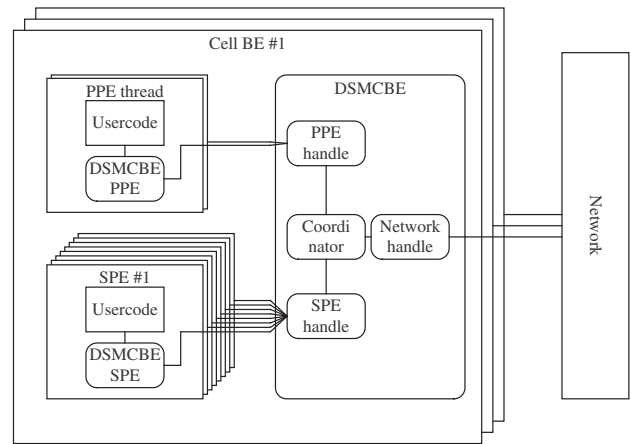 Cell BE #1
PPE thread
Usercode
DSMCBE
PPE
DSMCBE
PPE
handle
Coordi
nator
Network
handle
SPE
handle
SPE #1
Usercode
DSMCBE
SPE
Network